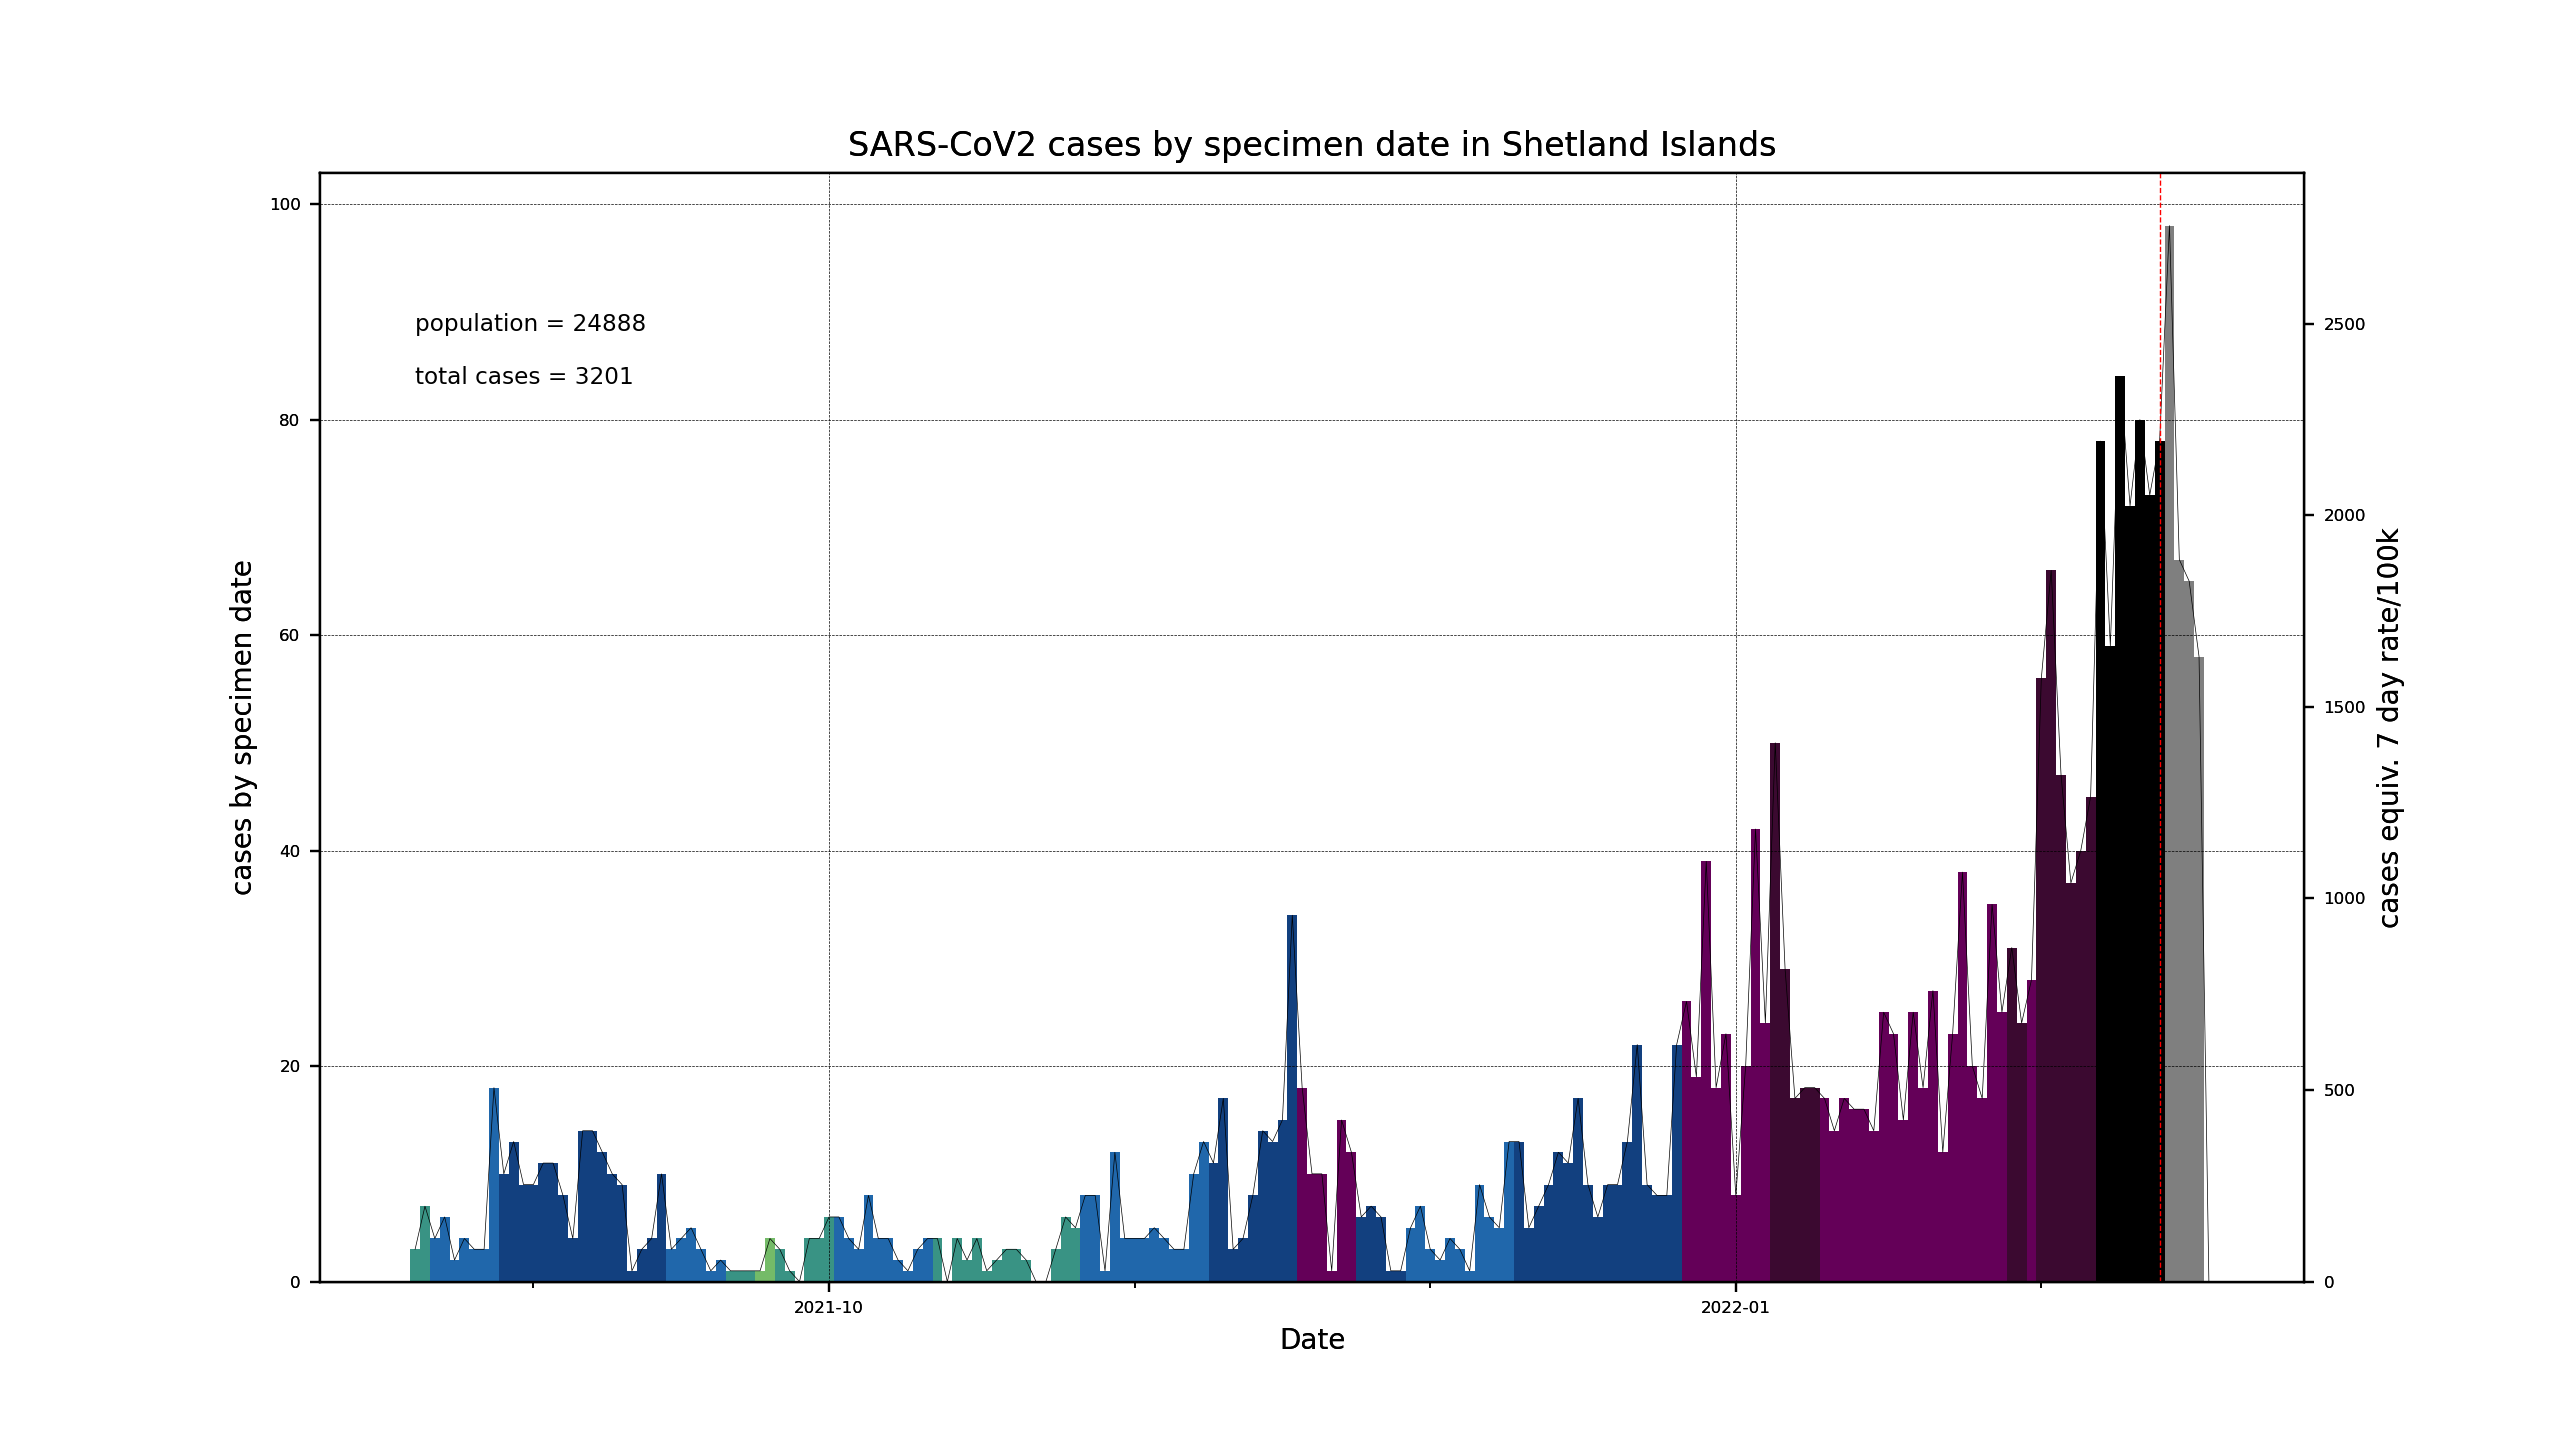 SARS-CoV2 cases by specimen date in Shetland Islands
population = 24888
total cases = 3201
cases by specimen date
100
80
60
40
20
0
2500
2000
1500
1000
500
0
cases equiv. 7 day rate/100k
2021-10
2022-01
Date